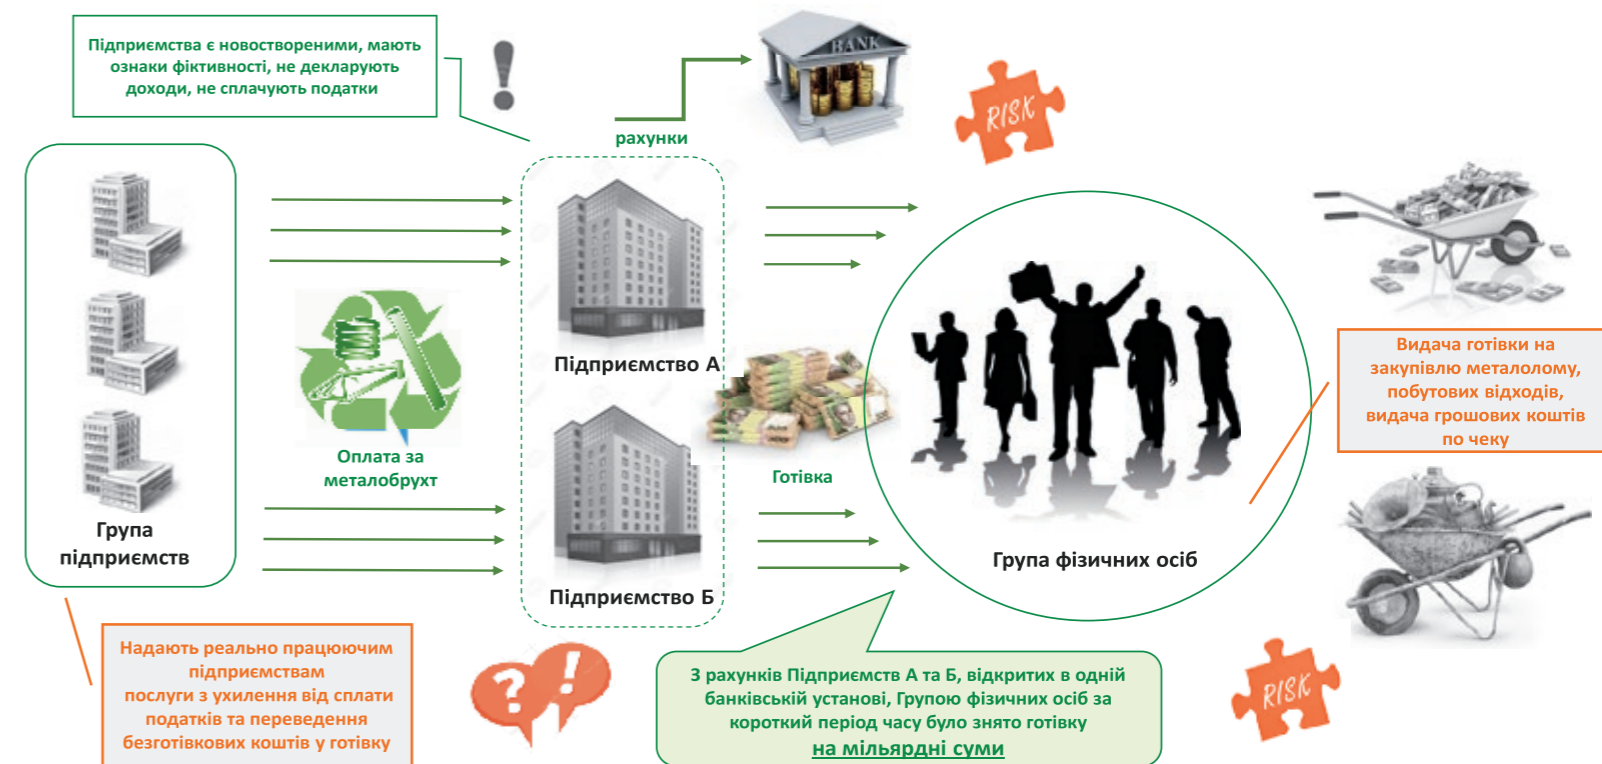 Підприємства є новоствореними, мають
ознаки фіктивності, не декларують
доходи, не сплачують податки
BANK
рахунки
RISK
Підприємство А
Оплата за
металобрухт
Готівка
Видача готівки на
закупівлю металолому,
побутових відходів,
видача грошових коштів
по чеку
Група
підприємств
Підприємство Б
Група фізичних осіб
Надають реально працюючим
підприємствам
послуги з ухилення від сплати
податків та переведення
безготівкових коштів у готівку
З рахунків Підприємств А та Б, відкритих в одній
банківській установі, Групою фізичних осіб за
короткий період часу було знято готівку
на мільярдні суми
RISK